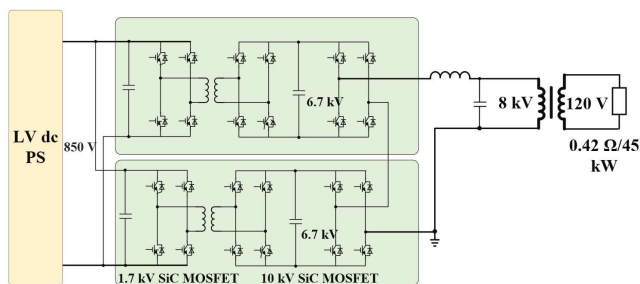 LV dc
PS
850 V
6.7 kV
6.7 kV
1.7 kV SiC MOSFET
10 kV SiC MOSFET
8 kV
120 V
0.42 Ω/45
kW